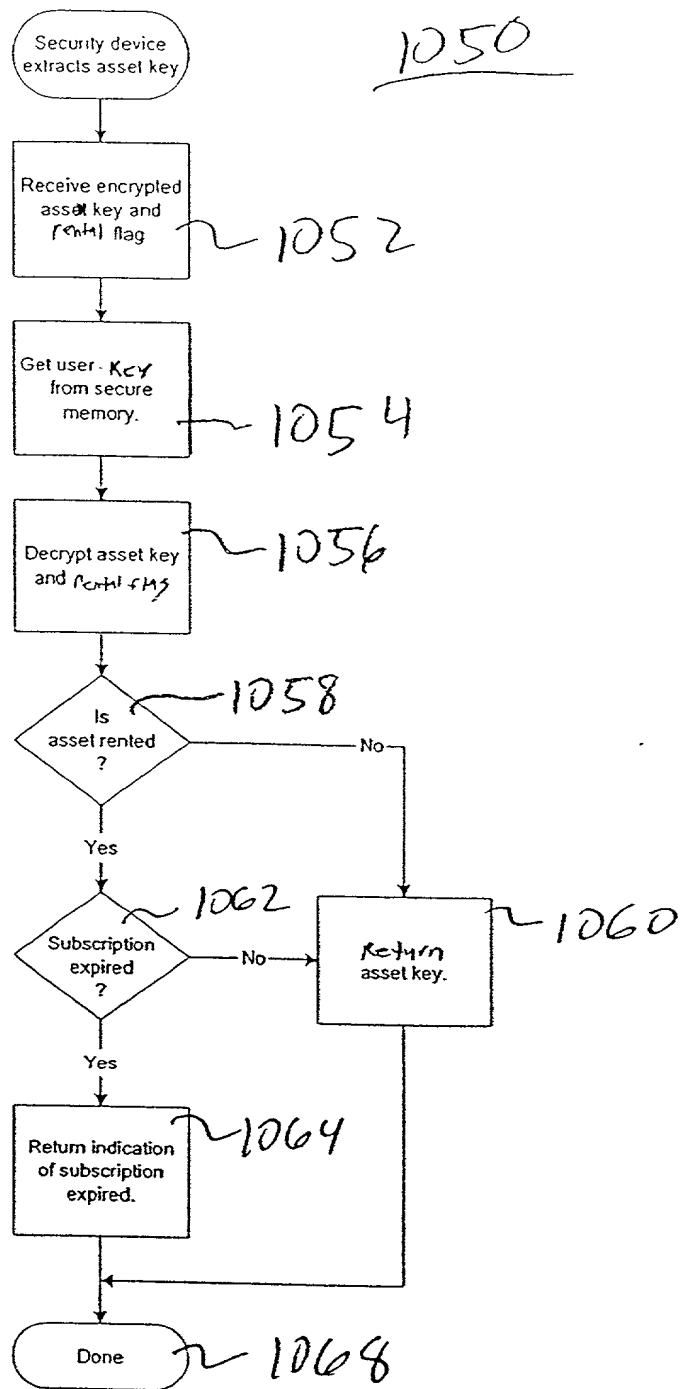 Security device
extracts asset key
1050
Receive encrypted
asset key and
rental flag
1052
Get user- Key
from secure
memory.
1054
Decrypt asset key
and rental flag
1056
Is
asset rented
?
1058
No
Yes
Subscription
expired
?
1062
No
Return
asset key.
1060
Yes
Return indication
of subscription
expired.
1064
Done
1068